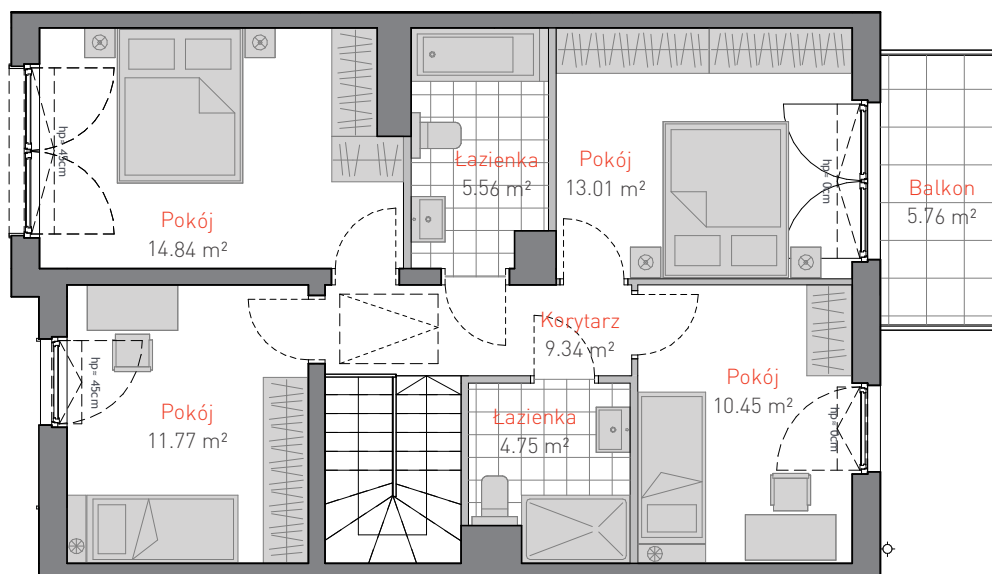 Pokój
14.84 m²
hp= 45cm
Łazienka
5.56 m²
Pokój
13.01 m²
hp= 0cm
Balkon
5.76 m²
Korytarz
9.34 m²
Pokój
11.77 m²
hp= 45cm
Łazienka
4.75 m²
Pokój
10.45 m²
hp= 0cm